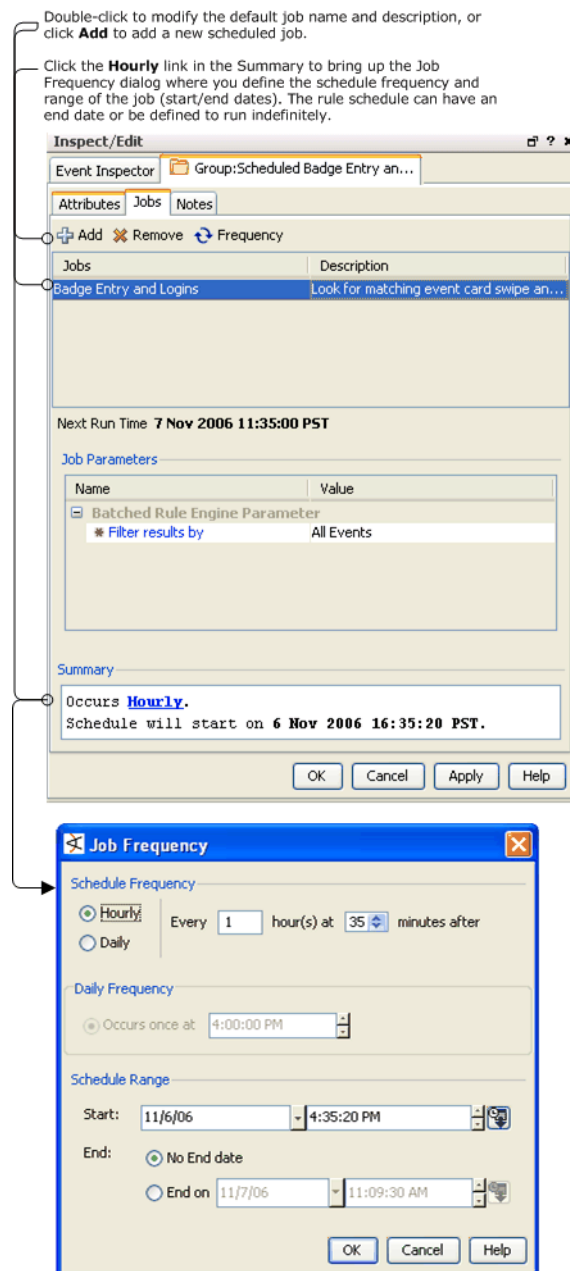 Double-click to modify the default job name and description, or
click Add to add a new scheduled job.
Click the Hourly link in the Summary to bring up the Job
Frequency dialog where you define the schedule frequency and
range of the job (start/end dates). The rule schedule can have an
end date or be defined to run indefinitely.
Inspect/Edit
Event Inspector Group:Scheduled Badge Entry an...
Attributes Jobs Notes
Add Remove Frequency
Jobs Description
Badge Entry and Logins Look for matching event card swipe an...
Next Run Time 7 Nov 2006 11:35:00 PST
Job Parameters
Name Value
Batched Rule Engine Parameter
Filter results by All Events
Summary
Occurs Hourly.
Schedule will start on 6 Nov 2006 16:35:20 PST.
OK Cancel Apply Help
Job Frequency
Schedule Frequency
Hourly Every 1 hour(s) at 35 minutes after
Daily
Daily Frequency
Occurs once at 4:00:00 PM
Schedule Range
Start: 11/6/06 4:35:20 PM
End: No End date
End on 11/7/06 11:09:30 AM
OK Cancel Help